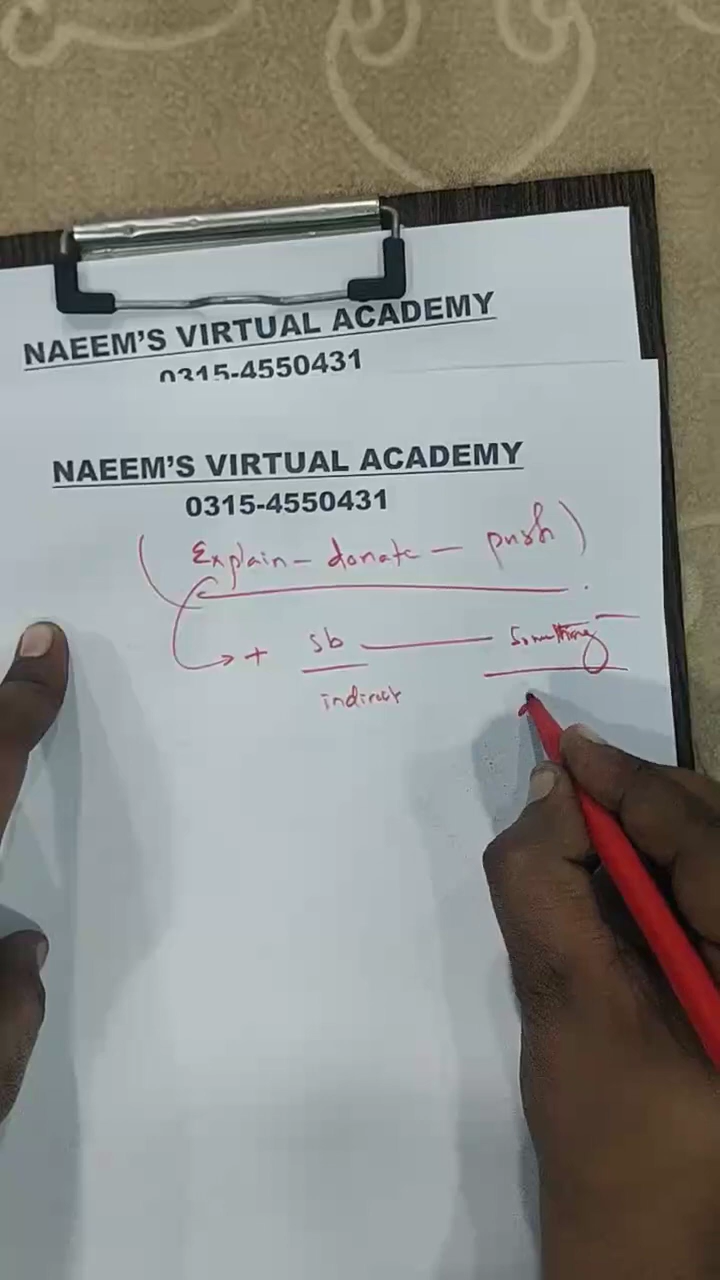 NAEEM'S VIRTUAL ACADEMY
0315-4550431
NAEEM'S VIRTUAL ACADEMY
0315-4550431
(Explain - donate - push)
→ + sb — Something
indirect